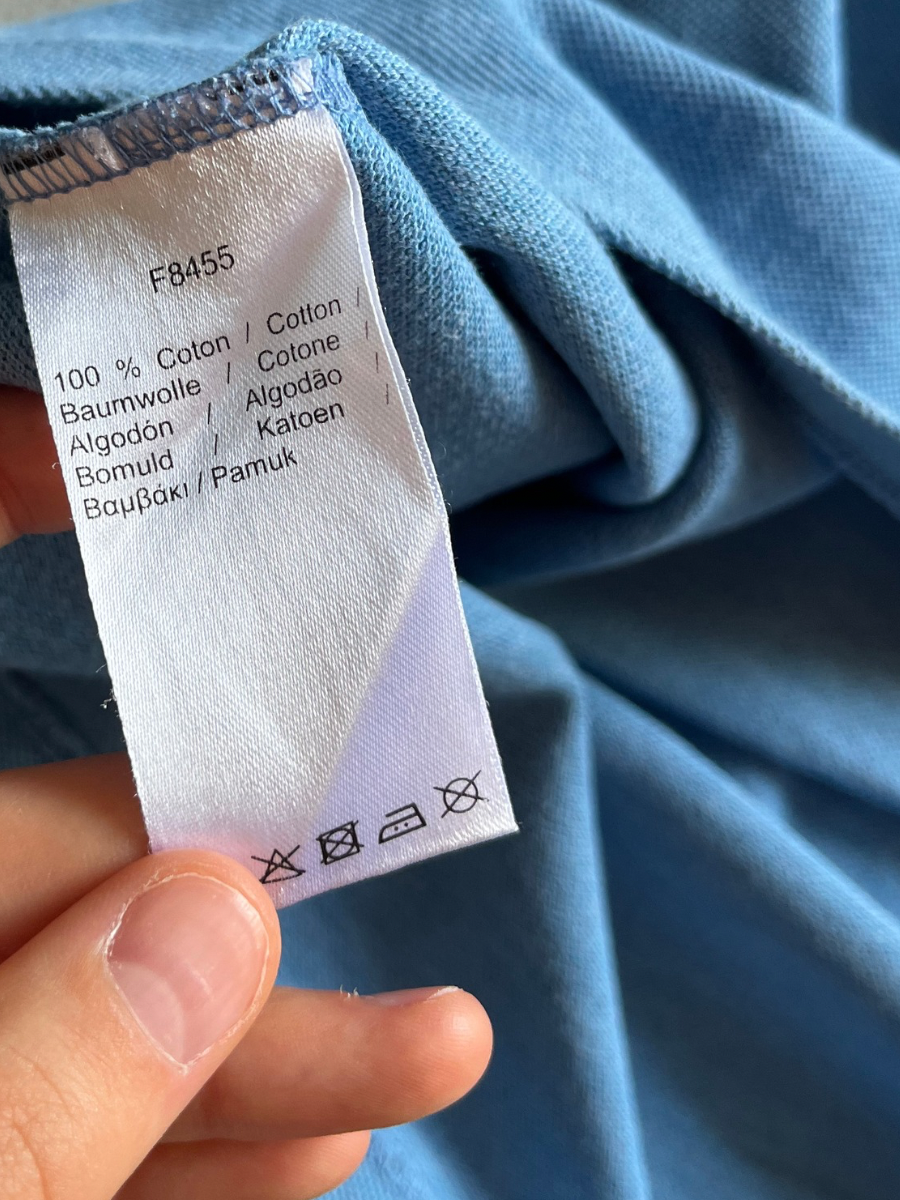 F8455
100 % Coton / Cotton /
Baumwolle / Cotone /
Algodón / Algodão /
Bomuld / Katoen /
Βαμβάκι / Pamuk